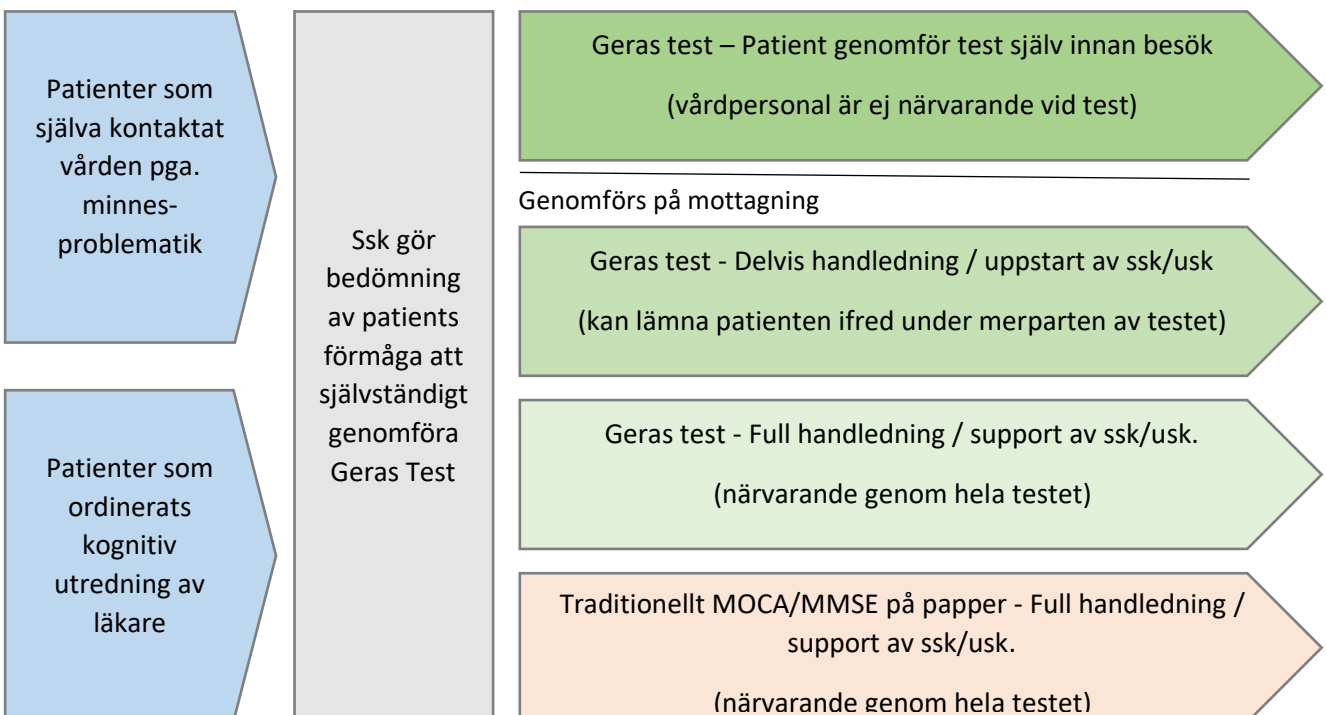 Patienter som
själva kontaktat
vården pga.
minnes-
problematik
Patienter som
ordinerats
kognitiv
utredning av
läkare
Ssk gör
bedömning
av patients
förmåga att
självständigt
genomföra
Geras Test
Geras test – Patient genomför test själv innan besök
(vårdpersonal är ej närvarande vid test)
Genomförs på mottagning
Geras test - Delvis handledning / uppstart av ssk/usk
(kan lämna patienten ifred under merparten av testet)
Geras test - Full handledning / support av ssk/usk.
(närvarande genom hela testet)
Traditionellt MOCA/MMSE på papper - Full handledning /
support av ssk/usk.
(närvarande genom hela testet)